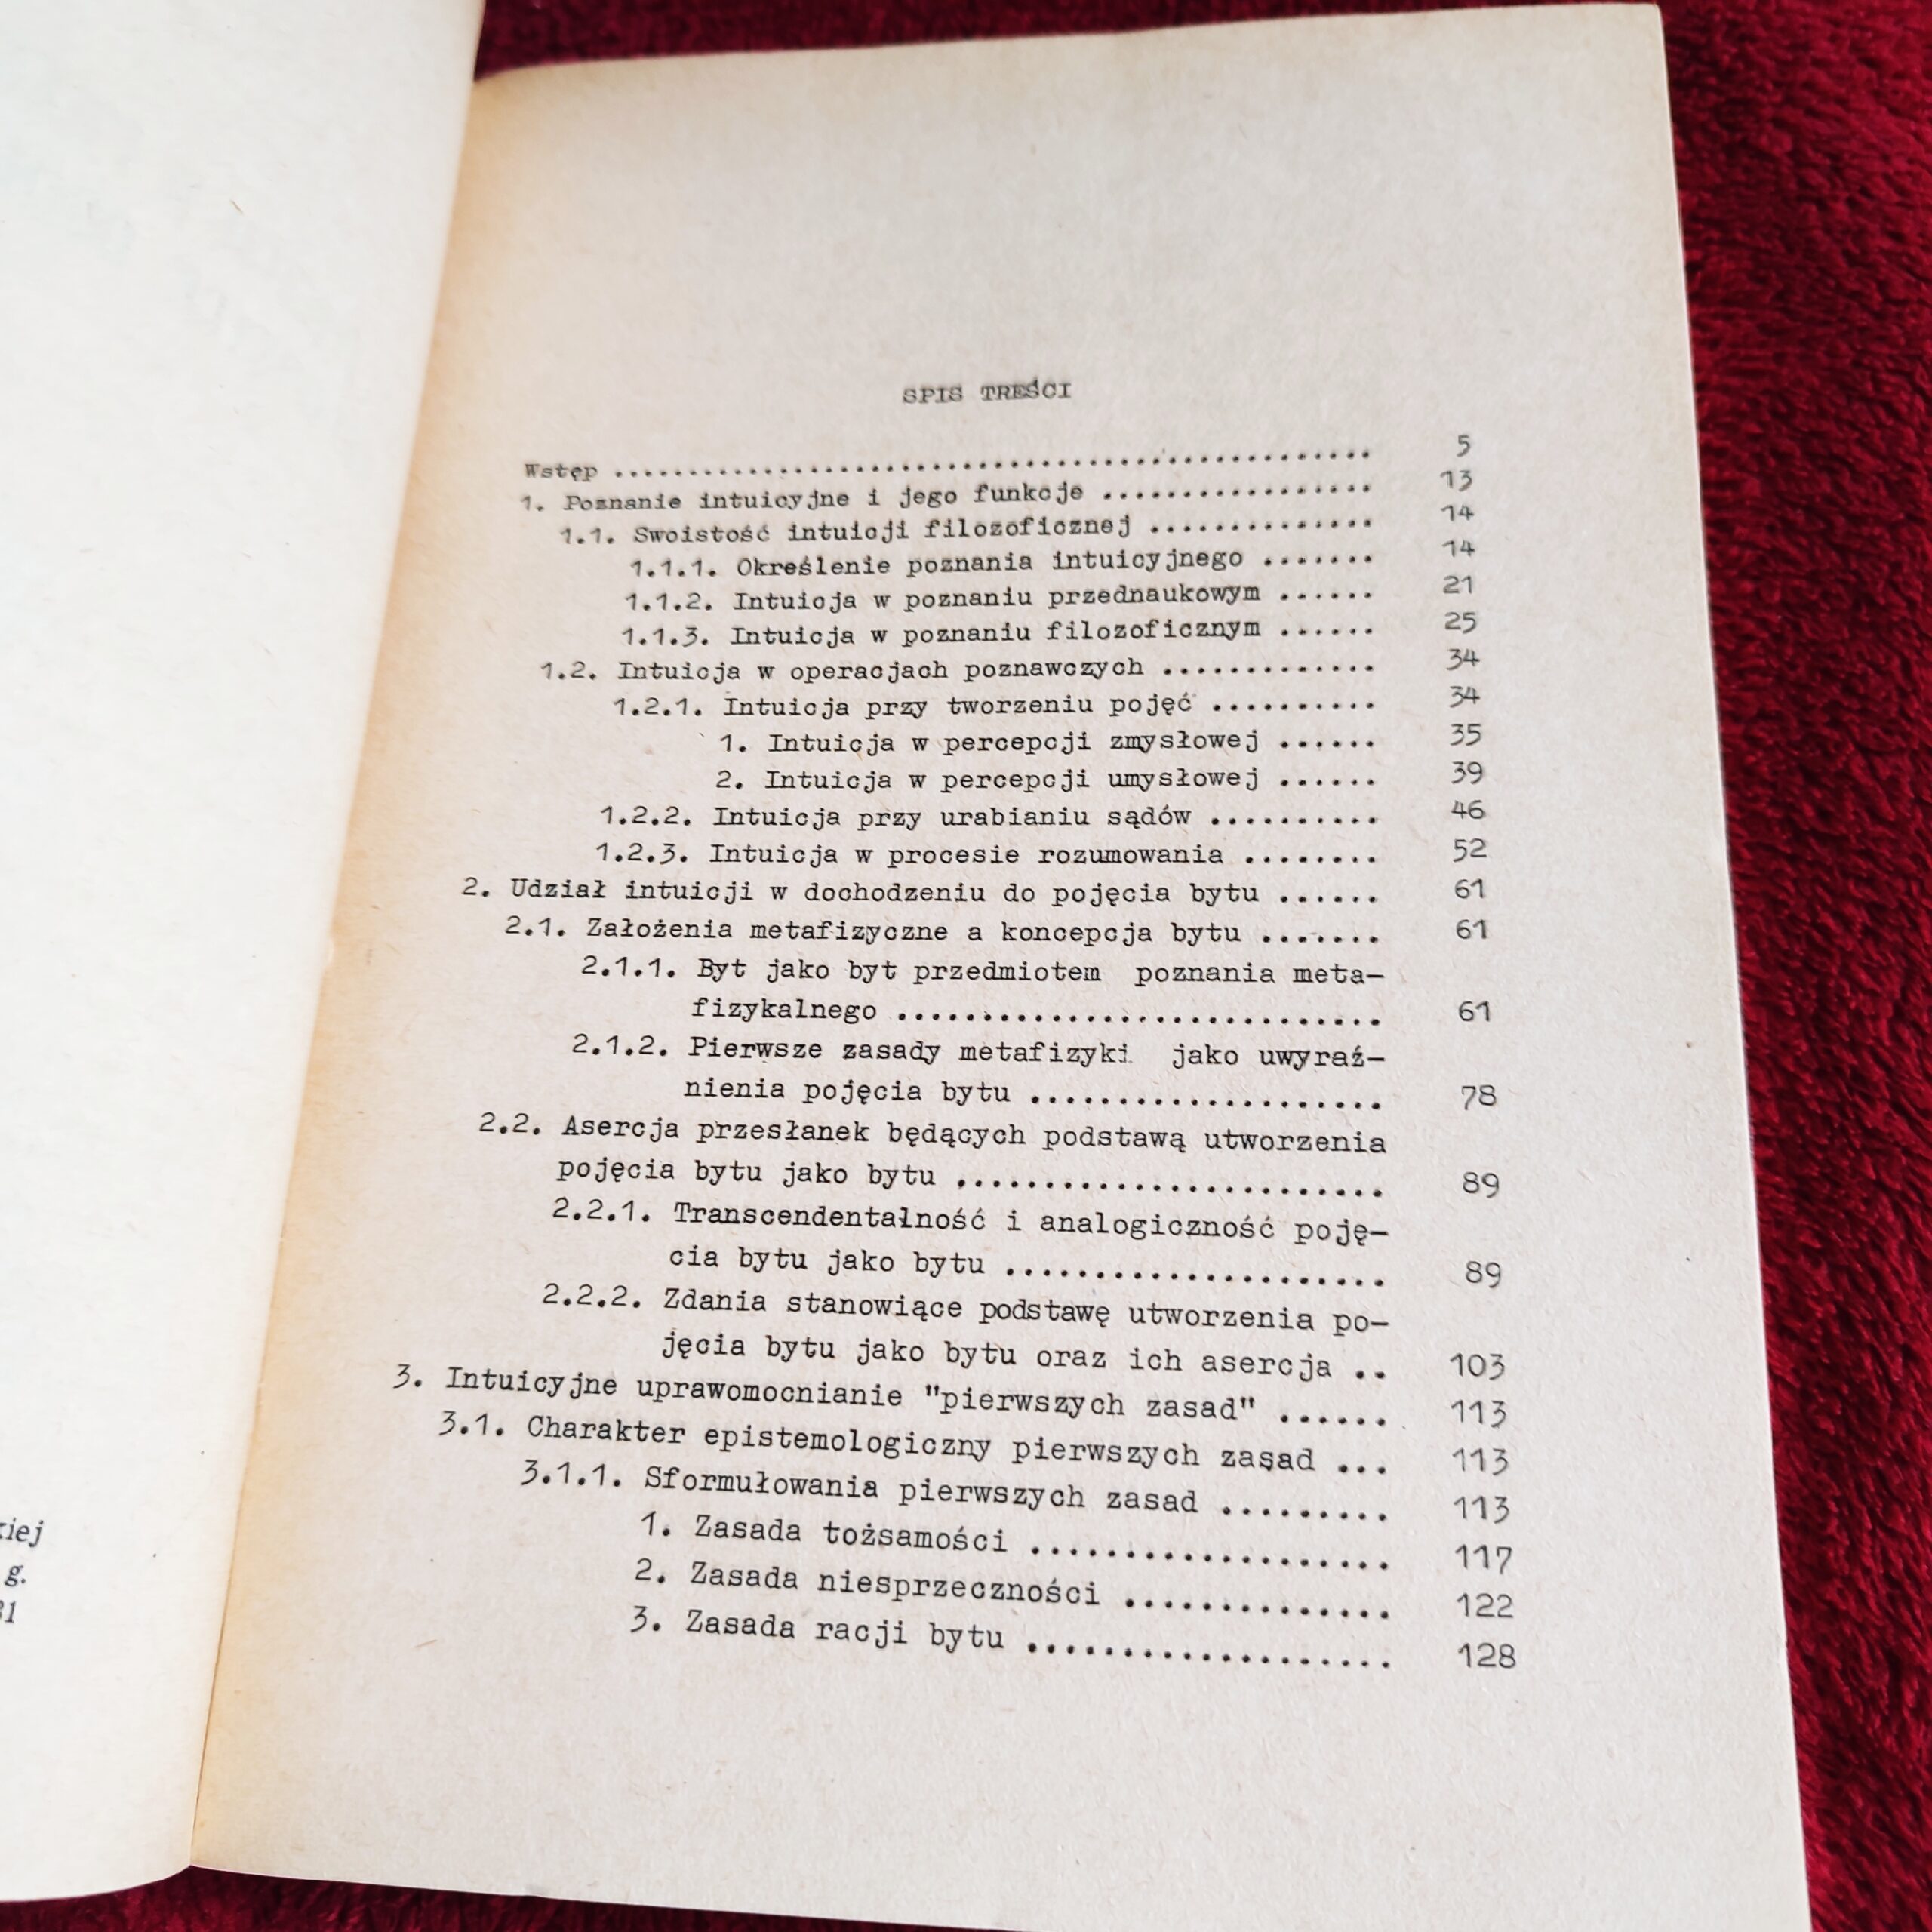 kiej
g.
31
SPIS TREŚCI
Wstęp .................................................... 5
1. Poznanie intuicyjne i jego funkcje .................. 13
1.1. Swoistość intuicji filozoficznej ............... 14
1.1.1. Określenie poznania intuicyjnego ....... 14
1.1.2. Intuicja w poznaniu przednaukowym ...... 21
1.1.3. Intuicja w poznaniu filozoficznym ...... 25
1.2. Intuicja w operacjach poznawczych ............. 34
1.2.1. Intuicja przy tworzeniu pojęć .......... 34
1. Intuicja w percepcji zmysłowej ...... 35
2. Intuicja w percepcji umysłowej ...... 39
1.2.2. Intuicja przy urabianiu sądów .......... 46
1.2.3. Intuicja w procesie rozumowania ........ 52
2. Udział intuicji w dochodzeniu do pojęcia bytu ...... 61
2.1. Założenia metafizyczne a koncepcja bytu ....... 61
2.1.1. Byt jako byt przedmiotem poznania meta-
fizykalnego ............................ 61
2.1.2. Pierwsze zasady metafizyki jako uwyraź-
nienia pojęcia bytu .................... 78
2.2. Asercja przesłanek będących podstawą utworzenia
pojęcia bytu jako bytu ........................ 89
2.2.1. Transcendentalność i analogiczność poję-
cia bytu jako bytu ...................... 89
2.2.2. Zdania stanowiące podstawę utworzenia po-
jęcia bytu jako bytu oraz ich asercja .. 103
3. Intuicyjne uprawomocnianie "pierwszych zasad" ...... 113
3.1. Charakter epistemologiczny pierwszych zasad ... 113
3.1.1. Sformułowania pierwszych zasad ......... 113
1. Zasada tożsamości ................... 117
2. Zasada niesprzeczności .............. 122
3. Zasada racji bytu ................... 128